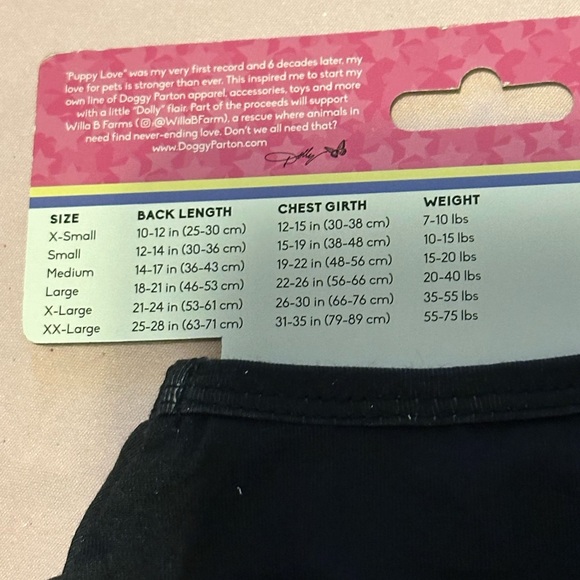 "Puppy Love" was my very first record and 6 decades later, my
love for pets is stronger than ever. This inspired me to start my
own line of Doggy Parton apparel, accessories, toys and more
with a little "Dolly" flair. Part of the proceeds will support
Willa B Farms (@WillaBFarm), a rescue where animals in
need find never-ending love. Don't we all need that?
www.DoggyParton.com
Dolly
SIZE BACK LENGTH CHEST GIRTH WEIGHT
X-Small 10-12 in (25-30 cm) 12-15 in (30-38 cm) 7-10 lbs
Small 12-14 in (30-36 cm) 15-19 in (38-48 cm) 10-15 lbs
Medium 14-17 in (36-43 cm) 19-22 in (48-56 cm) 15-20 lbs
Large 18-21 in (46-53 cm) 22-26 in (56-66 cm) 20-40 lbs
X-Large 21-24 in (53-61 cm) 26-30 in (66-76 cm) 35-55 lbs
XX-Large 25-28 in (63-71 cm) 31-35 in (79-89 cm) 55-75 lbs